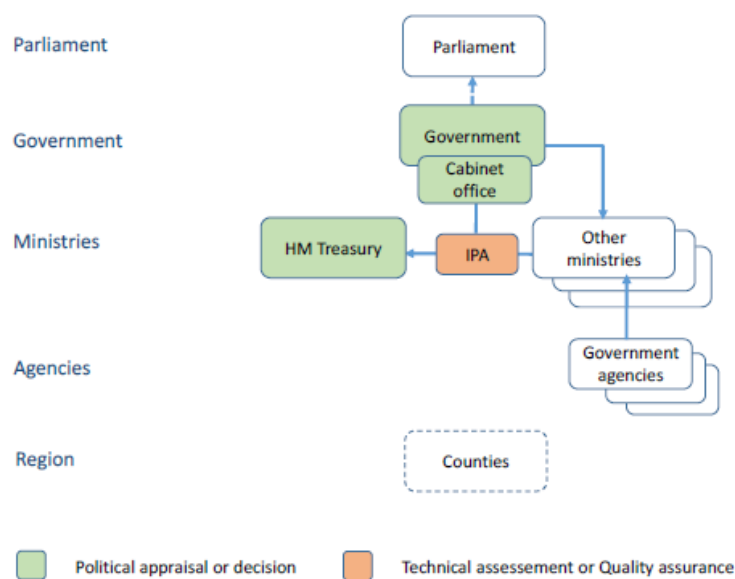 Parliament
Parliament
Government
Government
Cabinet
office
Ministries
HM Treasury
IPA
Other
ministries
Agencies
Government
agencies
Region
Counties
Political appraisal or decision
Technical assessement or Quality assurance